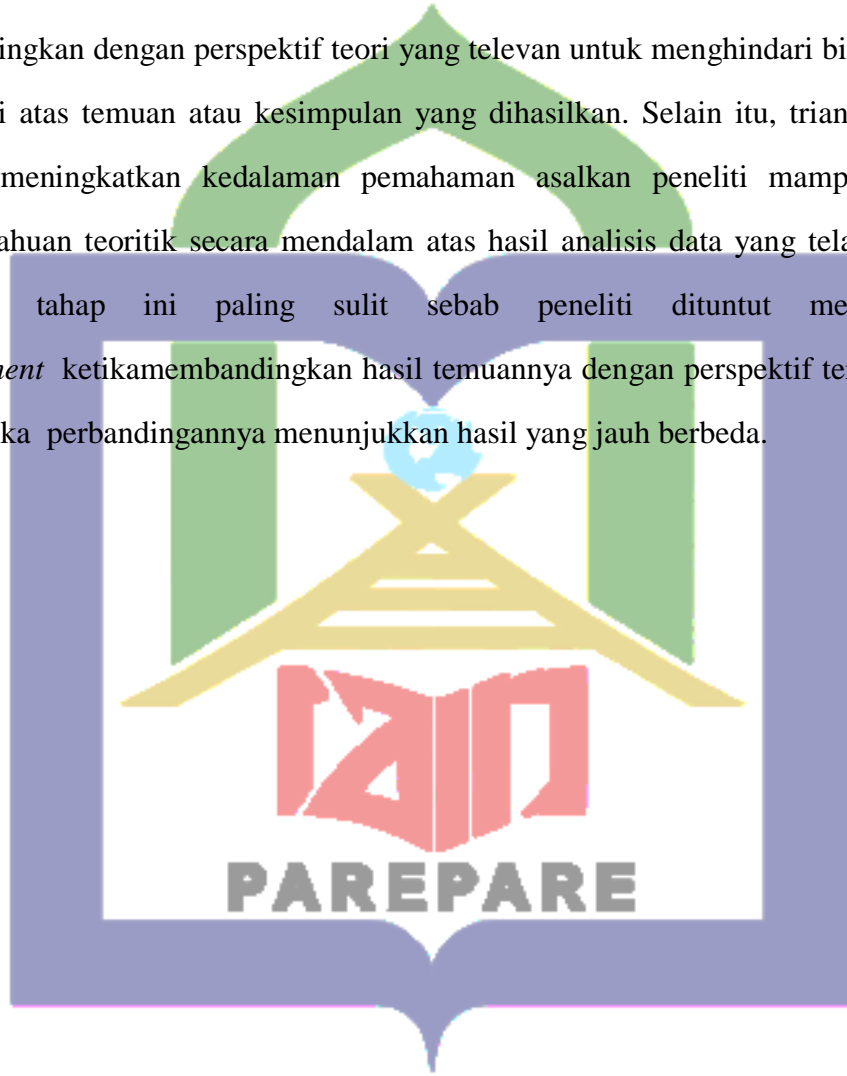 ingkan dengan perspektif teori yang televan untuk menghindari bi
i atas temuan atau kesimpulan yang dihasilkan. Selain itu, trian
meningkatkan kedalaman pemahaman asalkan peneliti mamp
ahuan teoritik secara mendalam atas hasil analisis data yang tela
tahap ini paling sulit sebab peneliti dituntut me
ment ketikamembandingkan hasil temuannya dengan perspektif te
ka perbandingannya menunjukkan hasil yang jauh berbeda.
iain
PAREPARE